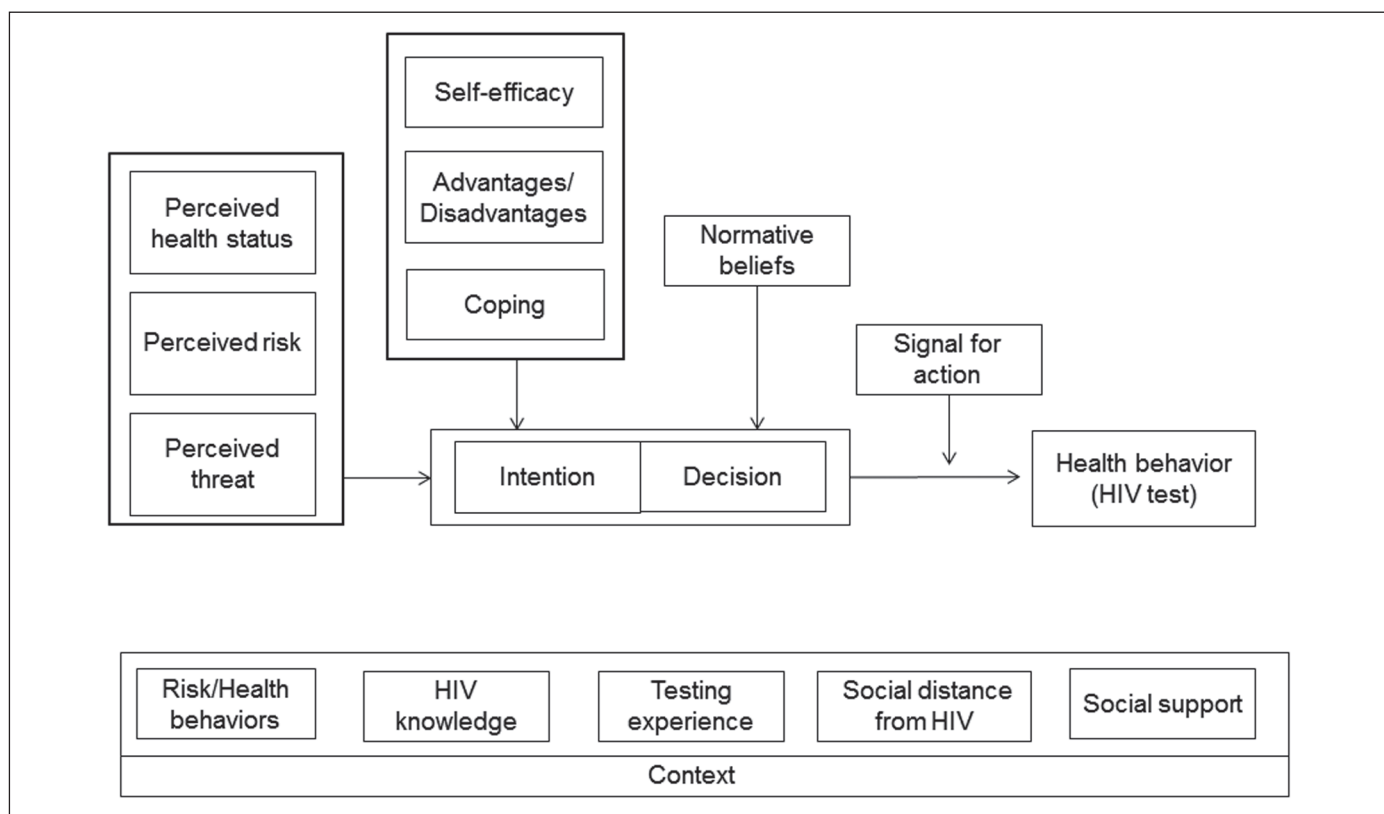 Self-efficacy
Advantages/
Disadvantages
Coping
Perceived
health status
Perceived risk
Perceived
threat
Normative
beliefs
Signal for
action
Intention
Decision
Health behavior
(HIV test)
Risk/Health
behaviors
HIV
knowledge
Testing
experience
Social distance
from HIV
Social support
Context